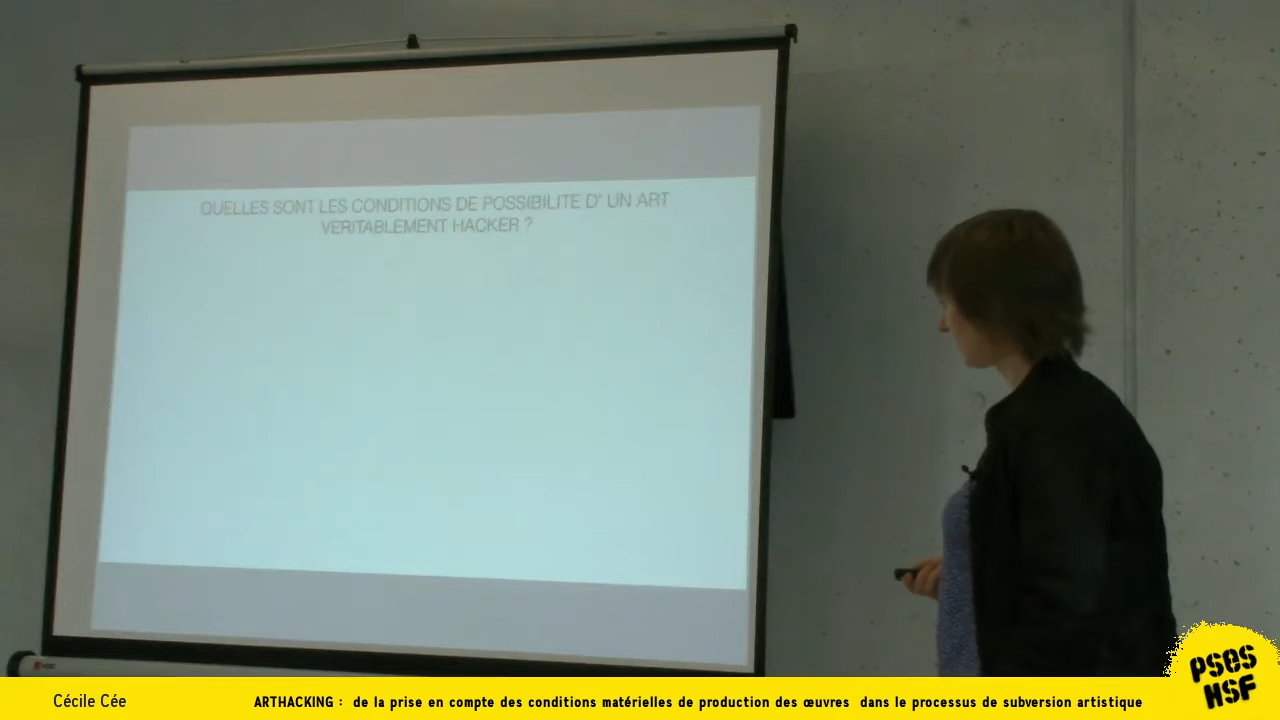 QUELLES SONT LES CONDITIONS DE POSSIBILITE D' UN ART
VERITABLEMENT HACKER ?
Cécile Cée
ARTHACKING : de la prise en compte des conditions matérielles de production des œuvres dans le processus de subversion artistique
PSES
HSF